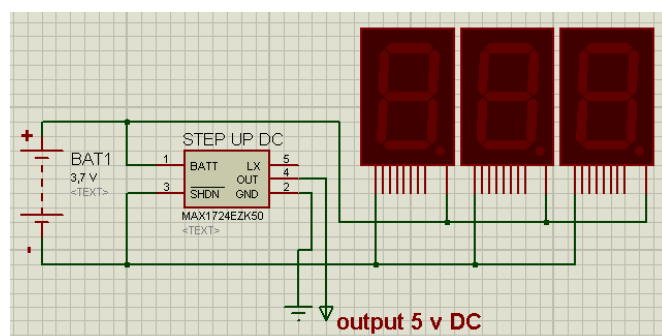 STEP UP DC
+
BAT1
3,7 V
<TEXT>
-
1
3
BATT
SHDN
LX
OUT
GND
5
4
2
MAX1724EZK50
<TEXT>
output 5 v DC